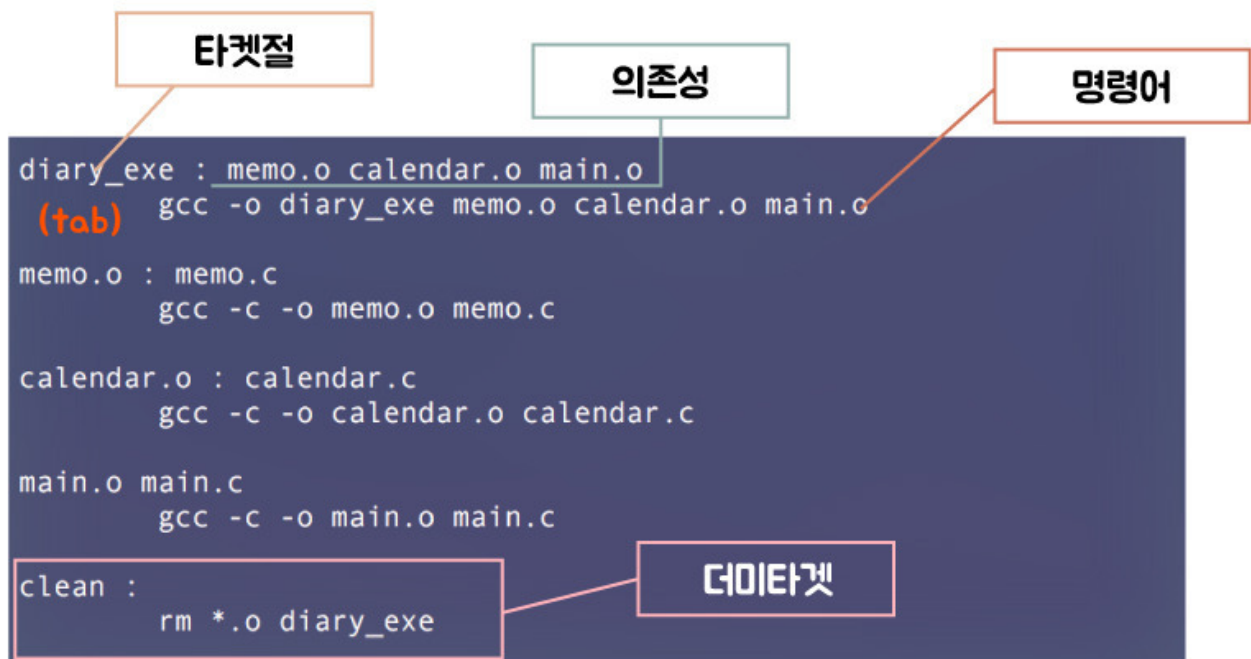 타켓절
의존성
명령어
diary_exe : memo.o calendar.o main.o
(tab) gcc -o diary_exe memo.o calendar.o main.o
memo.o : memo.c
gcc -c -o memo.o memo.c
calendar.o : calendar.c
gcc -c -o calendar.o calendar.c
main.o main.c
gcc -c -o main.o main.c
clean :
rm *.o diary_exe
더미타겟